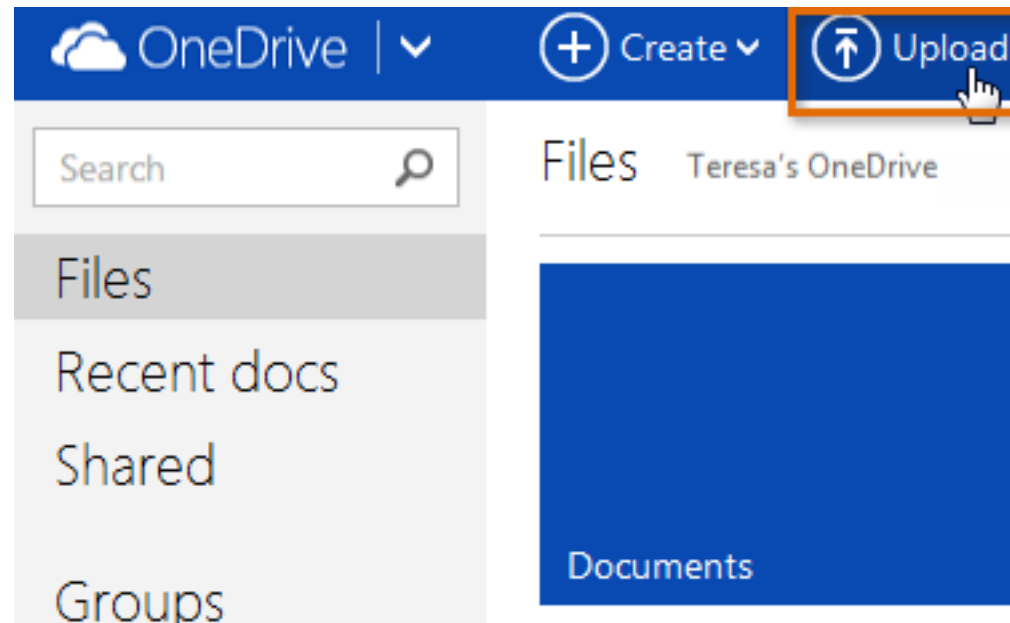 OneDrive Create Upload
Search
Files Teresa's OneDrive
Files
Recent docs
Shared
Documents
Groups